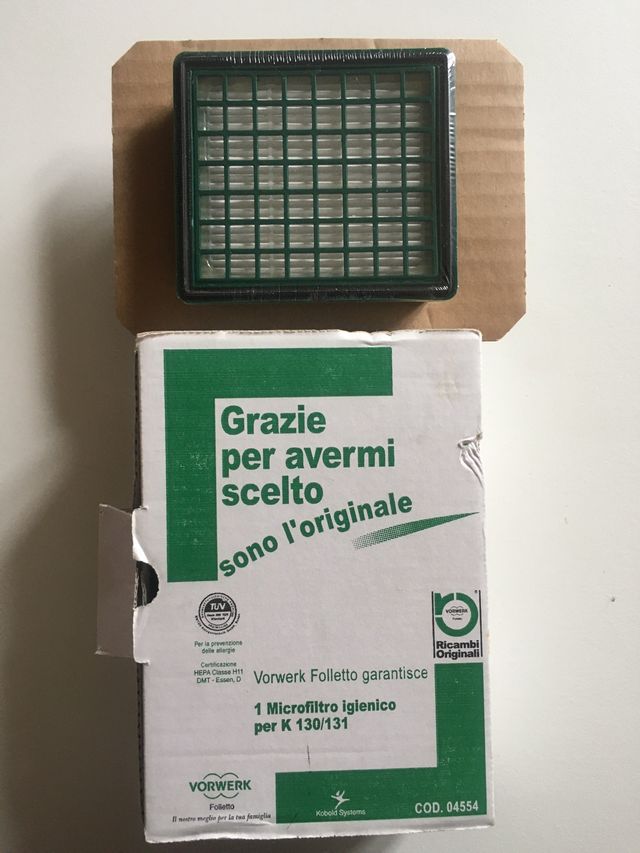 Grazie
per avermi
scelto
sono l'originale
TÜV
Per la prevenzione
delle allergie
Certificazione
HEPA Classe H11
DMT - Essen, D
VORWERK
Folletto
Ricambi
Originali
Vorwerk Folletto garantisce
1 Microfiltro igienico
per K 130/131
VORWERK
Folletto
Il nostro meglio per la tua famiglia
Kobold Systems
COD. 04554